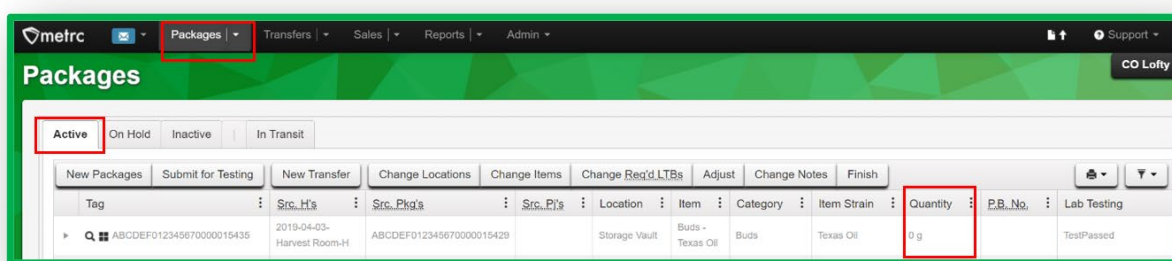 metrc Packages | Transfers | Sales | Reports | Admin Support
Packages CO Lofty
Active On Hold Inactive | In Transit
New Packages Submit for Testing New Transfer Change Locations Change Items Change Req'd LTBs Adjust Change Notes Finish
Tag Src. H's Src. Pkg's Src. Pj's Location Item Category Item Strain Quantity P.B. No. Lab Testing
ABCDEF012345670000015435 2019-04-03-Harvest Room-H ABCDEF012345670000015429 Storage Vault Buds - Texas Oil Buds Texas Oil 0 g TestPassed